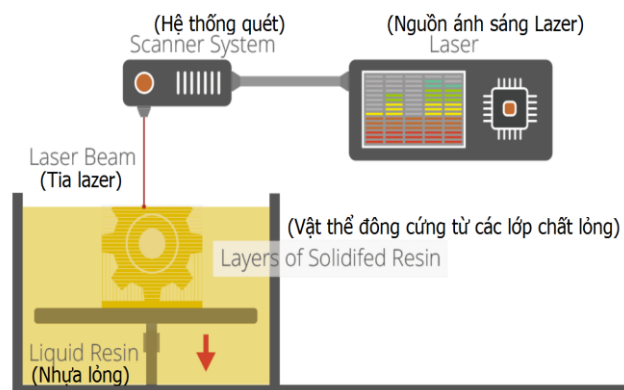 (Hệ thống quét)
Scanner System
(Nguồn ánh sáng Lazer)
Laser
Laser Beam
(Tia lazer)
(Vật thể đông cứng từ các lớp chất lỏng)
Layers of Solidifed Resin
Liquid Resin
(Nhựa lỏng)